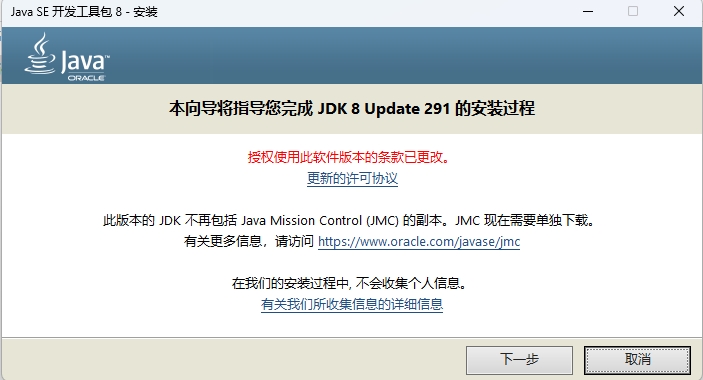 Java SE 开发工具包 8 - 安装
Java™
ORACLE
本向导将指导您完成 JDK 8 Update 291 的安装过程
授权使用此软件版本的条款已更改。
更新的许可协议
此版本的 JDK 不再包括 Java Mission Control (JMC) 的副本。JMC 现在需要单独下载。
有关更多信息，请访问 https://www.oracle.com/javase/jmc
在我们的安装过程中, 不会收集个人信息。
有关我们所收集信息的详细信息
下一步
取消